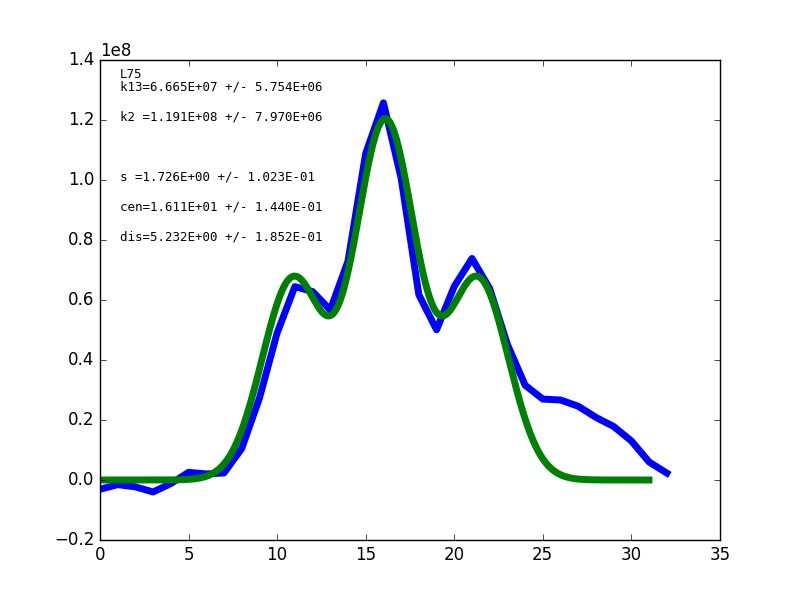 1e8
1.4
1.2
1.0
0.8
0.6
0.4
0.2
0.0
−0.2
L75
k13=6.665E+07 +/- 5.754E+06
k2 =1.191E+08 +/- 7.970E+06
s =1.726E+00 +/- 1.023E-01
cen=1.611E+01 +/- 1.440E-01
dis=5.232E+00 +/- 1.852E-01
0 5 10 15 20 25 30 35